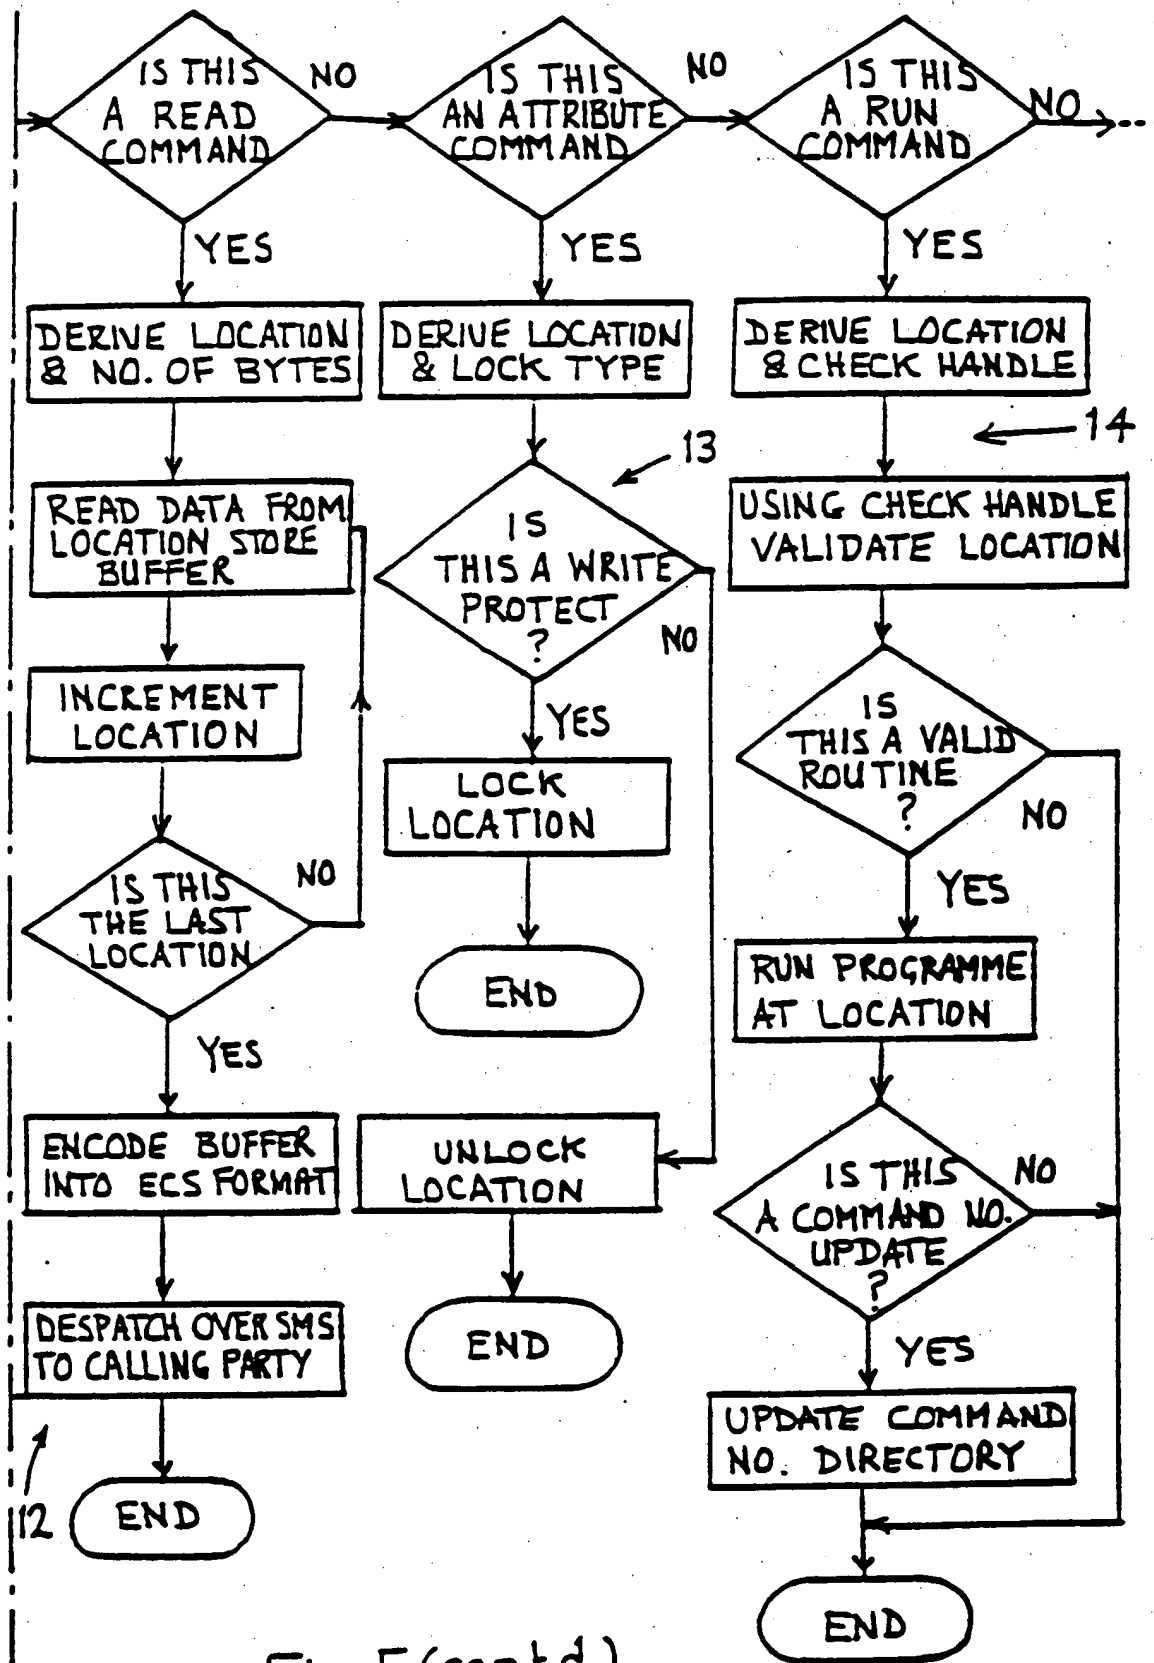 IS THIS
A READ
COMMAND
NO
IS THIS
AN ATTRIBUTE
COMMAND
NO
IS THIS
A RUN
COMMAND
NO
YES
YES
YES
DERIVE LOCATION
& NO. OF BYTES
DERIVE LOCATION
& LOCK TYPE
DERIVE LOCATION
& CHECK HANDLE
READ DATA FROM
LOCATION STORE
BUFFER
INCREMENT
LOCATION
IS THIS
THE LAST
LOCATION
NO
YES
ENCODE BUFFER
INTO ECS FORMAT
DESPATCH OVER SMS
TO CALLING PARTY
12
END
13
IS
THIS A WRITE
PROTECT
?
NO
YES
LOCK
LOCATION
END
UNLOCK
LOCATION
END
14
USING CHECK HANDLE
VALIDATE LOCATION
IS
THIS A VALID
ROUTINE
?
NO
YES
RUN PROGRAMME
AT LOCATION
IS THIS
A COMMAND NO.
UPDATE
?
NO
YES
UPDATE COMMAND
NO. DIRECTORY
END
Fig. 5 (contd.)